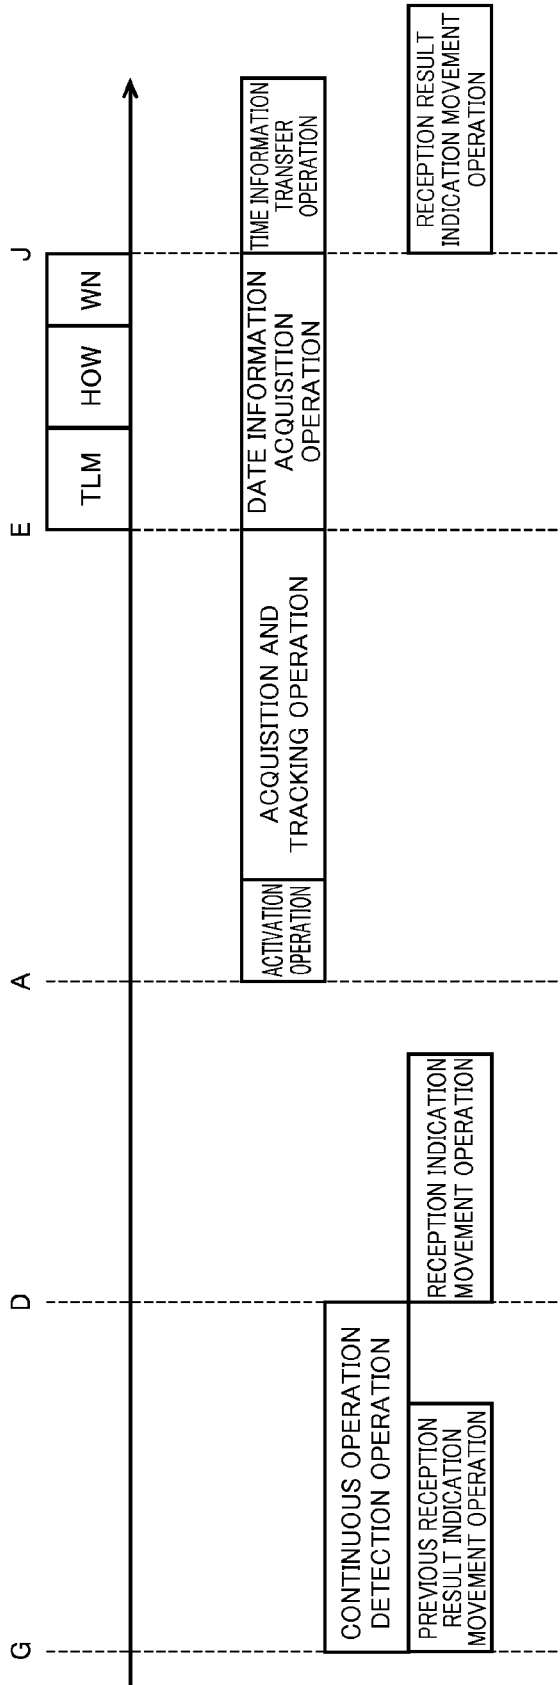 G
D
A
E
J
TLM
HOW
WN
ACTIVATION
OPERATION
ACQUISITION AND
TRACKING OPERATION
DATE INFORMATION
ACQUISITION
OPERATION
TIME INFORMATION
TRANSFER
OPERATION
CONTINUOUS OPERATION
DETECTION OPERATION
PREVIOUS RECEPTION
RESULT INDICATION
MOVEMENT OPERATION
RECEPTION INDICATION
MOVEMENT OPERATION
RECEPTION RESULT
INDICATION MOVEMENT
OPERATION